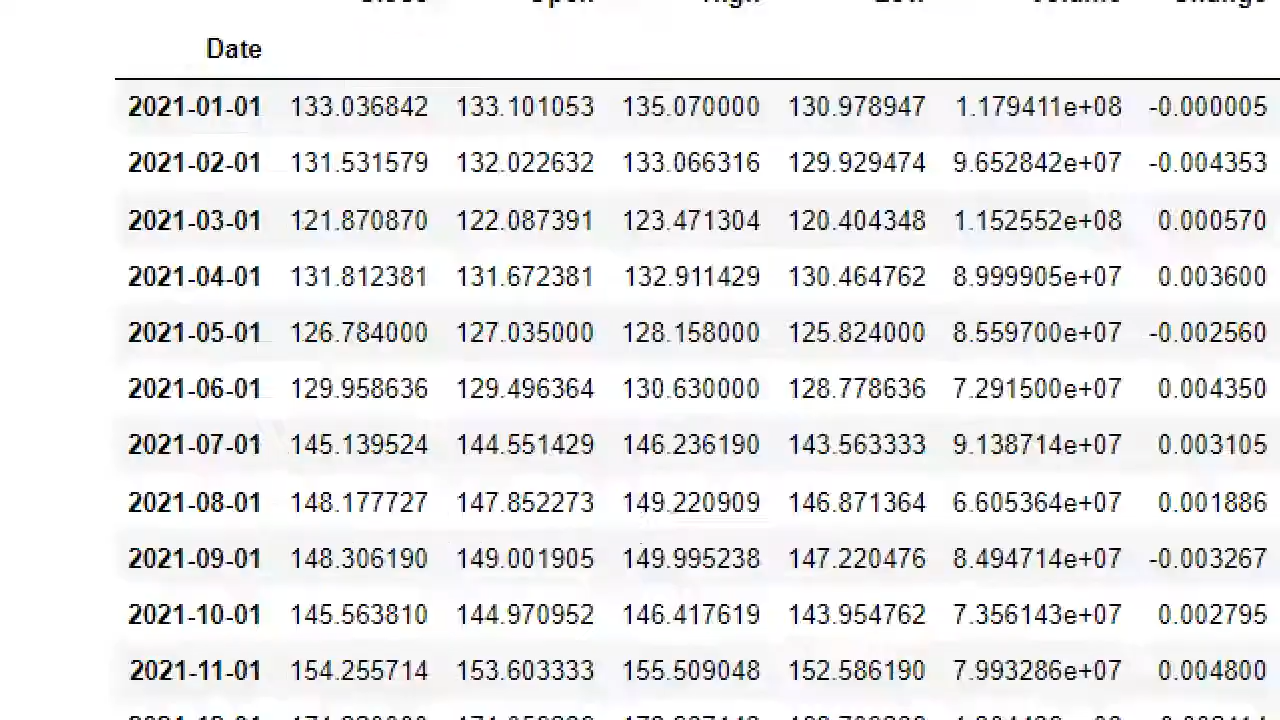 Close Open High Low Volume Change
Date
2021-01-01 133.036842 133.101053 135.070000 130.978947 1.179411e+08 -0.000005
2021-02-01 131.531579 132.022632 133.066316 129.929474 9.652842e+07 -0.004353
2021-03-01 121.870870 122.087391 123.471304 120.404348 1.152552e+08 0.000570
2021-04-01 131.812381 131.672381 132.911429 130.464762 8.999905e+07 0.003600
2021-05-01 126.784000 127.035000 128.158000 125.824000 8.559700e+07 -0.002560
2021-06-01 129.958636 129.496364 130.630000 128.778636 7.291500e+07 0.004350
2021-07-01 145.139524 144.551429 146.236190 143.563333 9.138714e+07 0.003105
2021-08-01 148.177727 147.852273 149.220909 146.871364 6.605364e+07 0.001886
2021-09-01 148.306190 149.001905 149.995238 147.220476 8.494714e+07 -0.003267
2021-10-01 145.563810 144.970952 146.417619 143.954762 7.356143e+07 0.002795
2021-11-01 154.255714 153.603333 155.509048 152.586190 7.993286e+07 0.004800